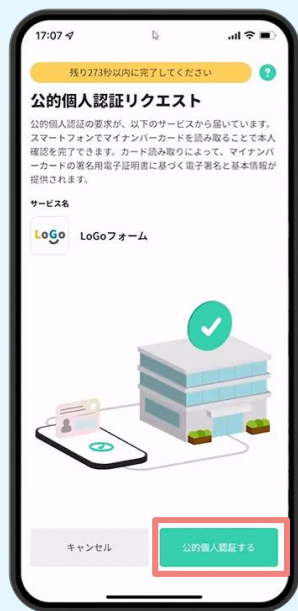 17:07
残り273秒以内に完了してください
?
公的個人認証リクエスト
公的個人認証の要求が、以下のサービスから届いています。
スマートフォンでマイナンバーカードを読み取ることで本人
確認を完了できます。カード読み取りによって、マイナンバ
ーカードの署名用電子証明書に基づく電子署名と基本情報が
提供されます。
サービス名
LoGo
LoGoフォーム
キャンセル
公的個人認証する